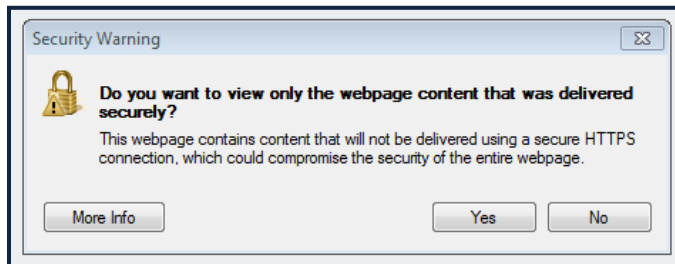 Security Warning
Do you want to view only the webpage content that was delivered
securely?
This webpage contains content that will not be delivered using a secure HTTPS
connection, which could compromise the security of the entire webpage.
More Info
Yes
No